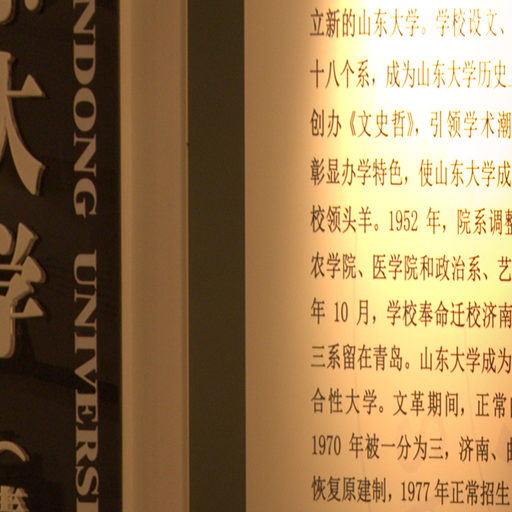 大学
NDONG UNIVERSI
立新的山东大学。学校设文、
十八个系，成为山东大学历史
创办《文史哲》，引领学术潮
彰显办学特色，使山东大学成
校领头羊。1952 年，院系调整
农学院、医学院和政治系、艺
年 10 月，学校奉命迁校济南
三系留在青岛。山东大学成为
合性大学。文革期间，正常
1970 年被一分为三，济南、
恢复原建制，1977 年正常招生